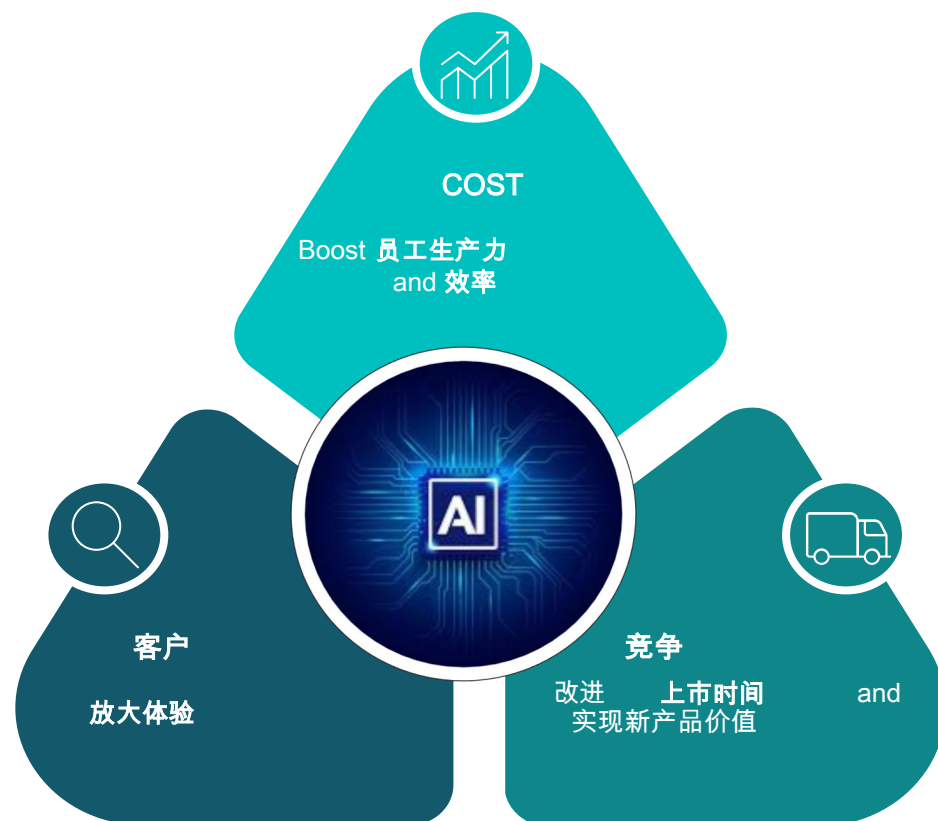 COST
Boost 员工生产力
and 效率
AI
客户
放大体验
竞争
改进 上市时间 and
实现新产品价值